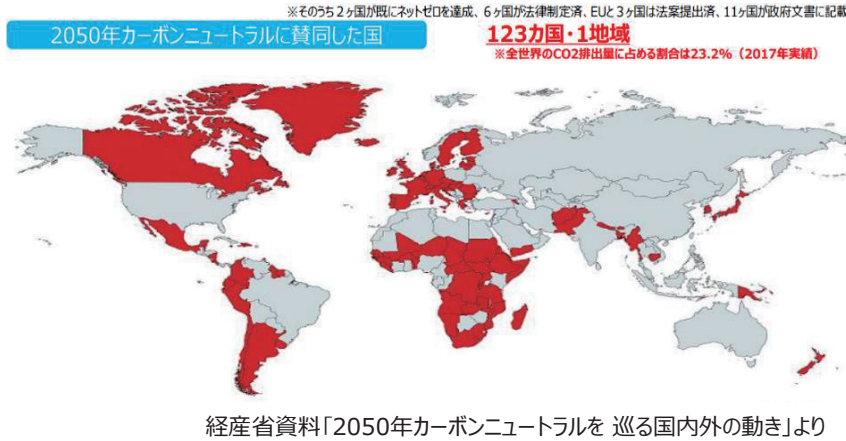 ※そのうち2ヶ国が既にネットゼロを達成、6ヶ国が法律制定済、EUと3ヶ国は法案提出済、11ヶ国が政府文書に記載
2050年カーボンニュートラルに賛同した国
123カ国・1地域
※全世界のCO2排出量に占める割合は23.2%（2017年実績）
経産省資料「2050年カーボンニュートラルを 巡る国内外の動き」より